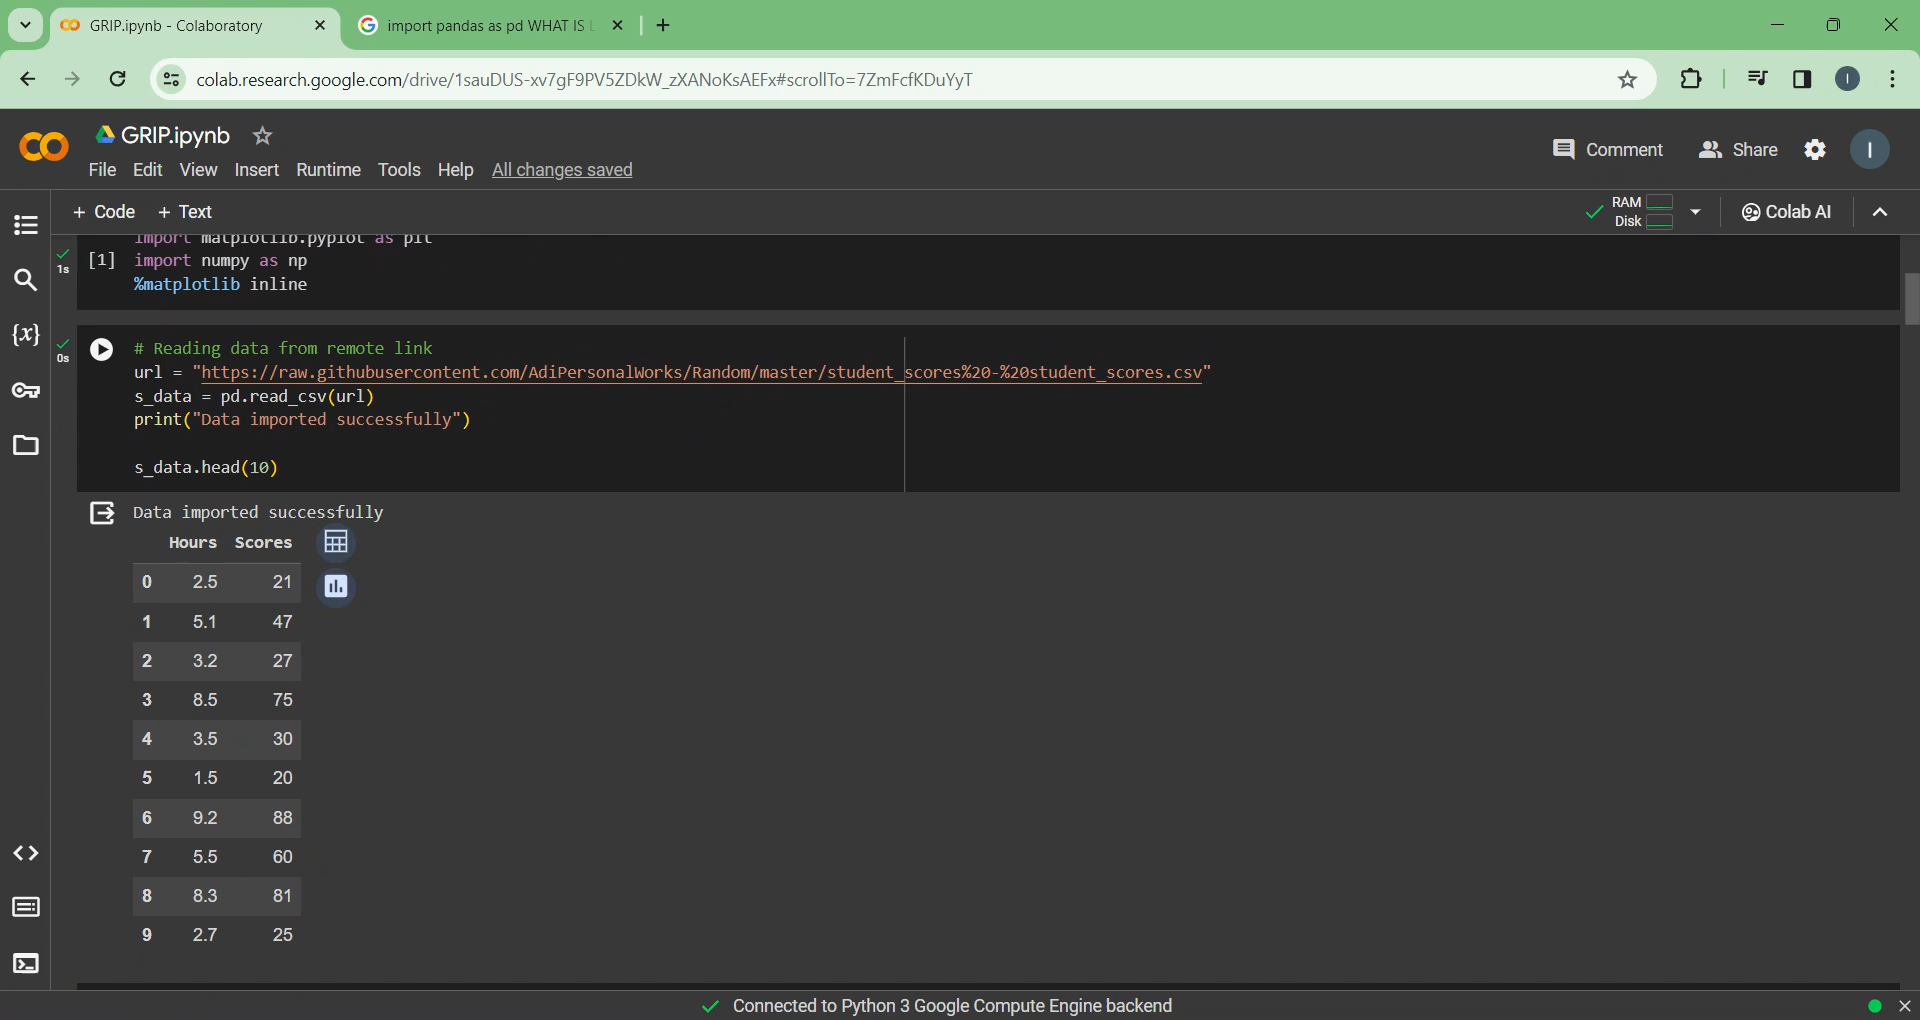 GRIP.ipynb - Colaboratory
import pandas as pd WHAT IS
colab.research.google.com/drive/1sauDUS-xv7gF9PV5ZDkW_zXANoKsAEFx#scrollTo=7ZmFcfKDuYyT
I
GRIP.ipynb
Comment
Share
I
File Edit View Insert Runtime Tools Help All changes saved
+ Code + Text
RAM
Disk
Colab AI
import matplotlib.pyplot as plt
1s
[1] import numpy as np
%matplotlib inline
{x}
0s
# Reading data from remote link
url = "https://raw.githubusercontent.com/AdiPersonalWorks/Random/master/student_scores%20-%20student_scores.csv"
s_data = pd.read_csv(url)
print("Data imported successfully")
s_data.head(10)
Data imported successfully
Hours Scores
0 2.5 21
1 5.1 47
2 3.2 27
3 8.5 75
4 3.5 30
5 1.5 20
6 9.2 88
7 5.5 60
8 8.3 81
9 2.7 25
Connected to Python 3 Google Compute Engine backend